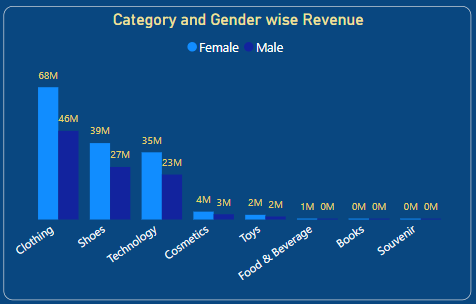 Category and Gender wise Revenue
Female Male
68M
46M
39M
27M
35M
23M
4M
3M
2M
2M
1M
0M
0M
0M
0M
0M
Clothing
Shoes
Technology
Cosmetics
Toys
Food & Beverage
Books
Souvenir